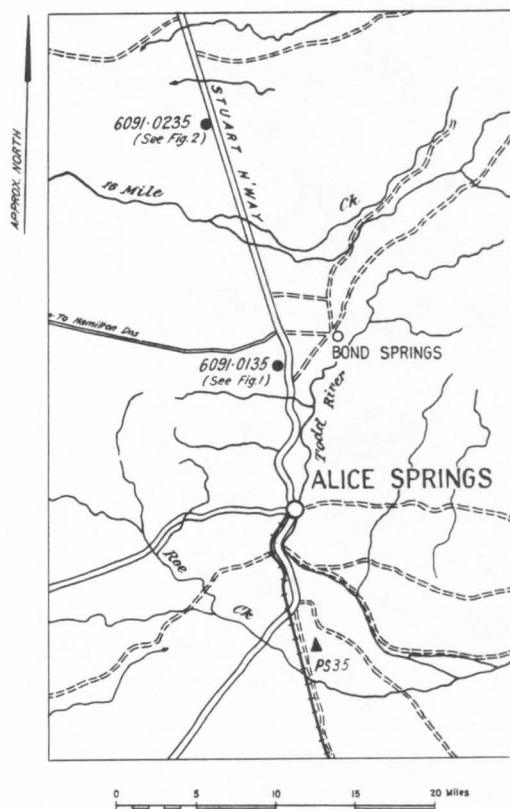 APPROX. NORTH
STUART H'WAY
6091·0235
(See Fig. 2)
16 Mile
Ck
To Hamilton Dns
BOND SPRINGS
6091·0135
(See Fig. 1)
Todd River
ALICE SPRINGS
Roe
Ck
PS35
0 5 10 15 20 Miles